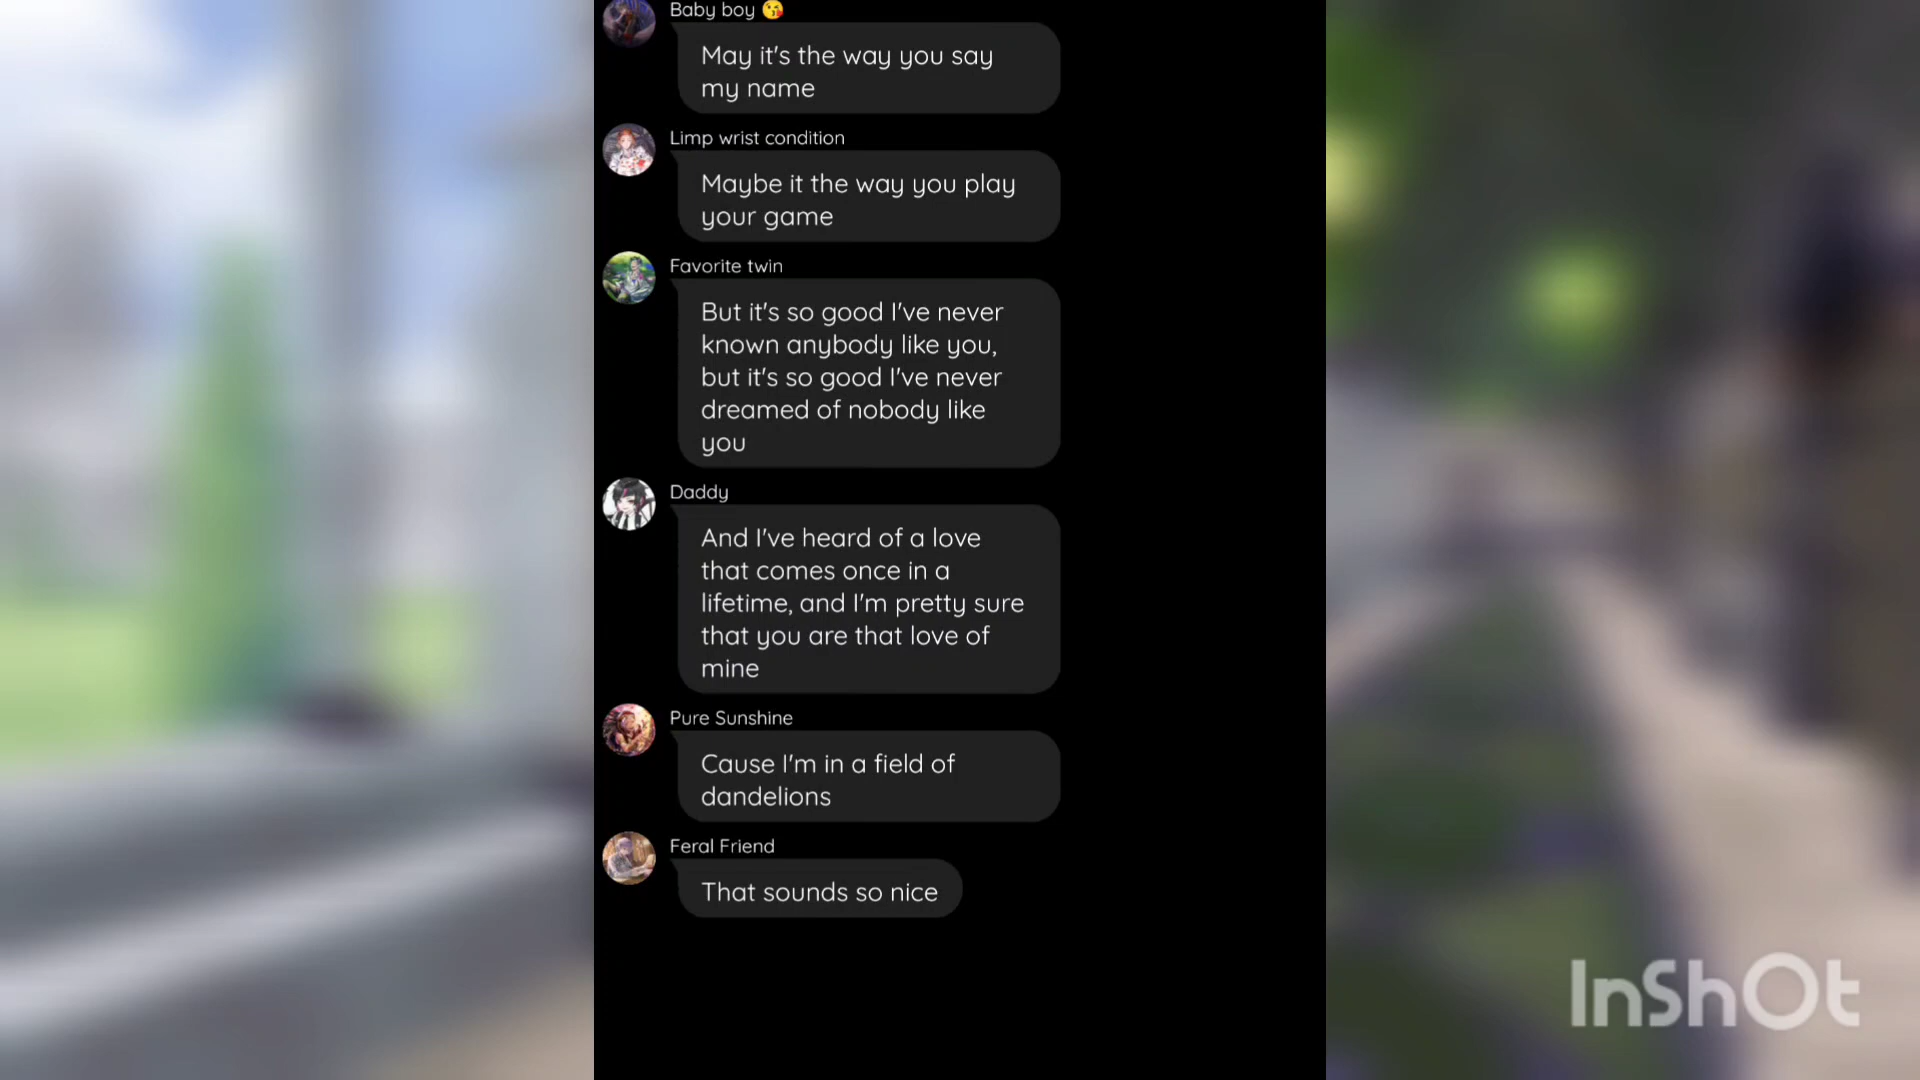 Baby boy 😘
May it's the way you say
my name
Limp wrist condition
Maybe it the way you play
your game
Favorite twin
But it's so good I've never
known anybody like you,
but it's so good I've never
dreamed of nobody like
you
Daddy
And I've heard of a love
that comes once in a
lifetime, and I'm pretty sure
that you are that love of
mine
Pure Sunshine
Cause I'm in a field of
dandelions
Feral Friend
That sounds so nice
InShOt